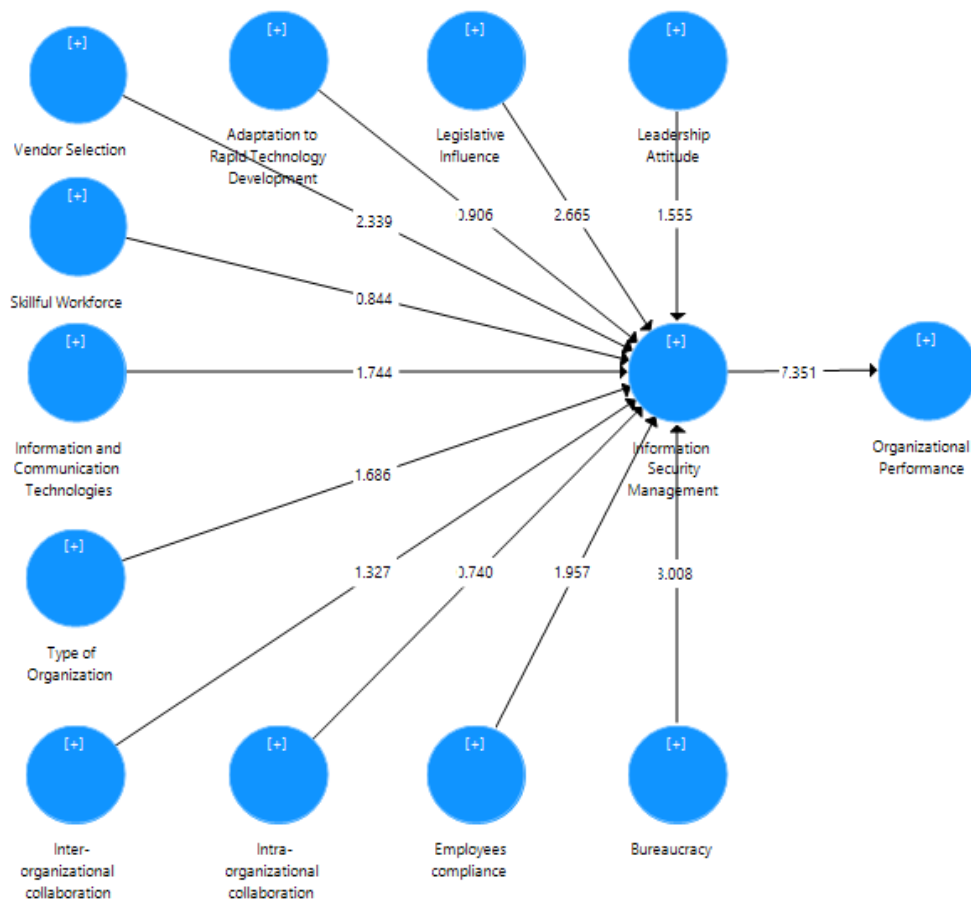 [+]
[+]
[+]
[+]
Vendor Selection
Adaptation to
Rapid Technology
Development
Legislative
Influence
Leadership
Attitude
[+]
Skillful Workforce
2.339
0.906
2.665
1.555
0.844
[+]
Information and
Communication
Technologies
1.744
[+]
Information
Security
Management
7.351
[+]
Organizational
Performance
1.686
[+]
Type of
Organization
1.327
0.740
1.957
3.008
[+]
Inter-
organizational
collaboration
[+]
Intra-
organizational
collaboration
[+]
Employees
compliance
[+]
Bureaucracy